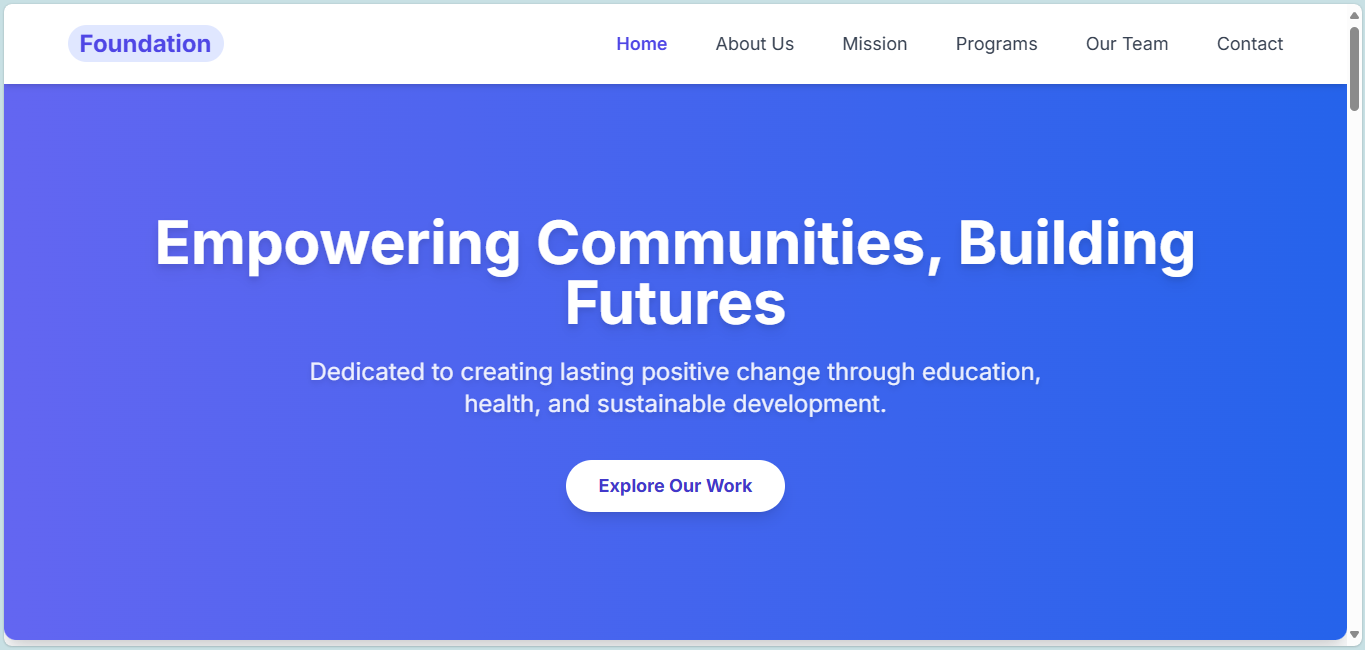 Foundation
Home About Us Mission Programs Our Team Contact
Empowering Communities, Building
Futures
Dedicated to creating lasting positive change through education,
health, and sustainable development.
Explore Our Work